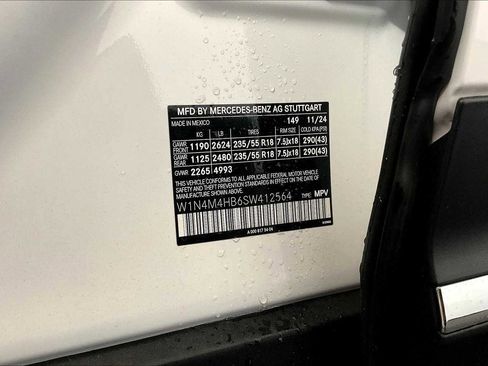 MFD BY MERCEDES-BENZ AG STUTTGART
MADE IN MEXICO 149 11/24
KG LB TIRES RIM SIZE COLD KPA (PSI)
GAWR FRONT 1190 2624 235/55 R18 7.5Jx18 290(43)
GAWR REAR 1125 2480 235/55 R18 7.5Jx18 290(43)
GVWR 2265 4993
THIS VEHICLE CONFORMS TO ALL APPLICABLE FEDERAL MOTOR VEHICLE
SAFETY STANDARDS IN EFFECT ON THE DATE OF MANUFACTURE
SHOWN ABOVE
W1N4M4HB6SW412564 TYPE: MPV